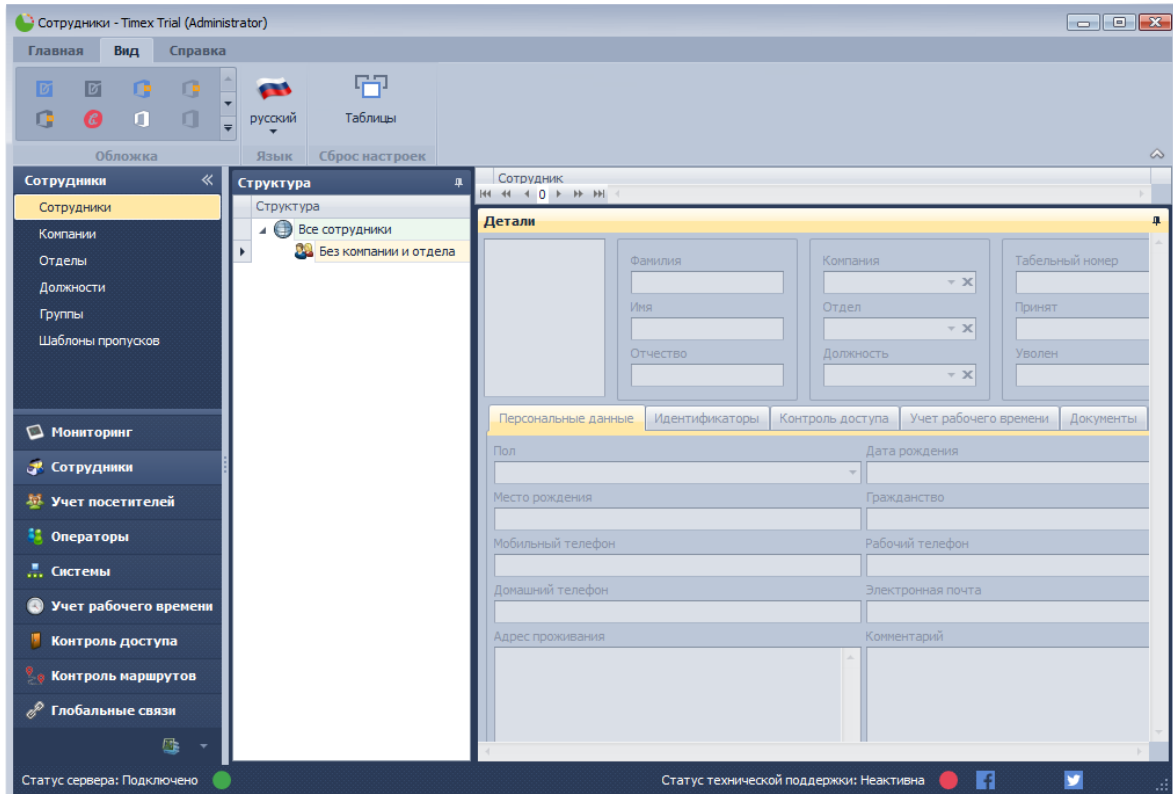 Сотрудники - Timex Trial (Administrator)
Главная Вид Справка
русский
Таблицы
Обложка Язык Сброс настроек
Сотрудники
Сотрудники
Компании
Отделы
Должности
Группы
Шаблоны пропусков
Мониторинг
Сотрудники
Учет посетителей
Операторы
Системы
Учет рабочего времени
Контроль доступа
Контроль маршрутов
Глобальные связи
Структура
Структура
Все сотрудники
Без компании и отдела
Сотрудник
0
Детали
Фамилия Компания Табельный номер
Имя Отдел Принят
Отчество Должность Уволен
Персональные данные Идентификаторы Контроль доступа Учет рабочего времени Документы
Пол Дата рождения
Место рождения Гражданство
Мобильный телефон Рабочий телефон
Домашний телефон Электронная почта
Адрес проживания Комментарий
Статус сервера: Подключено Статус технической поддержки: Неактивна